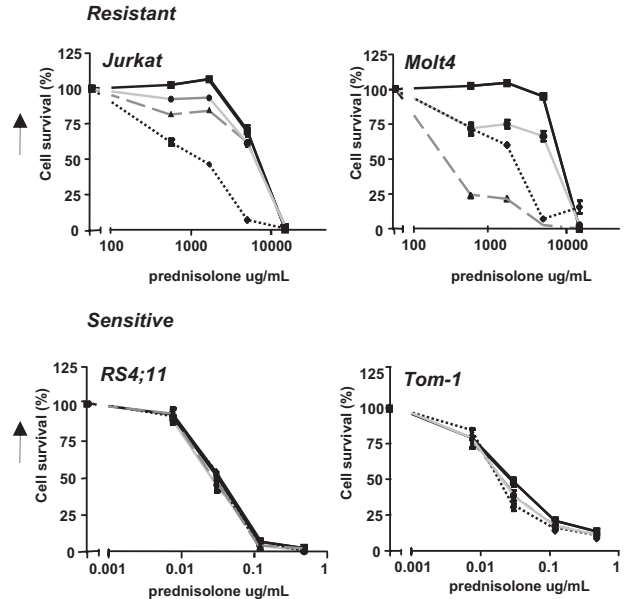 Resistant
Jurkat
Cell survival (%)
125
100
75
50
25
0
100
1000
10000
prednisolone ug/mL
Molt4
Cell survival (%)
125
100
75
50
25
0
100
1000
10000
prednisolone ug/mL
Sensitive
RS4;11
Cell survival (%)
125
100
75
50
25
0
0.001
0.01
0.1
1
prednisolone ug/mL
Tom-1
Cell survival (%)
125
100
75
50
25
0
0.001
0.01
0.1
1
prednisolone ug/mL